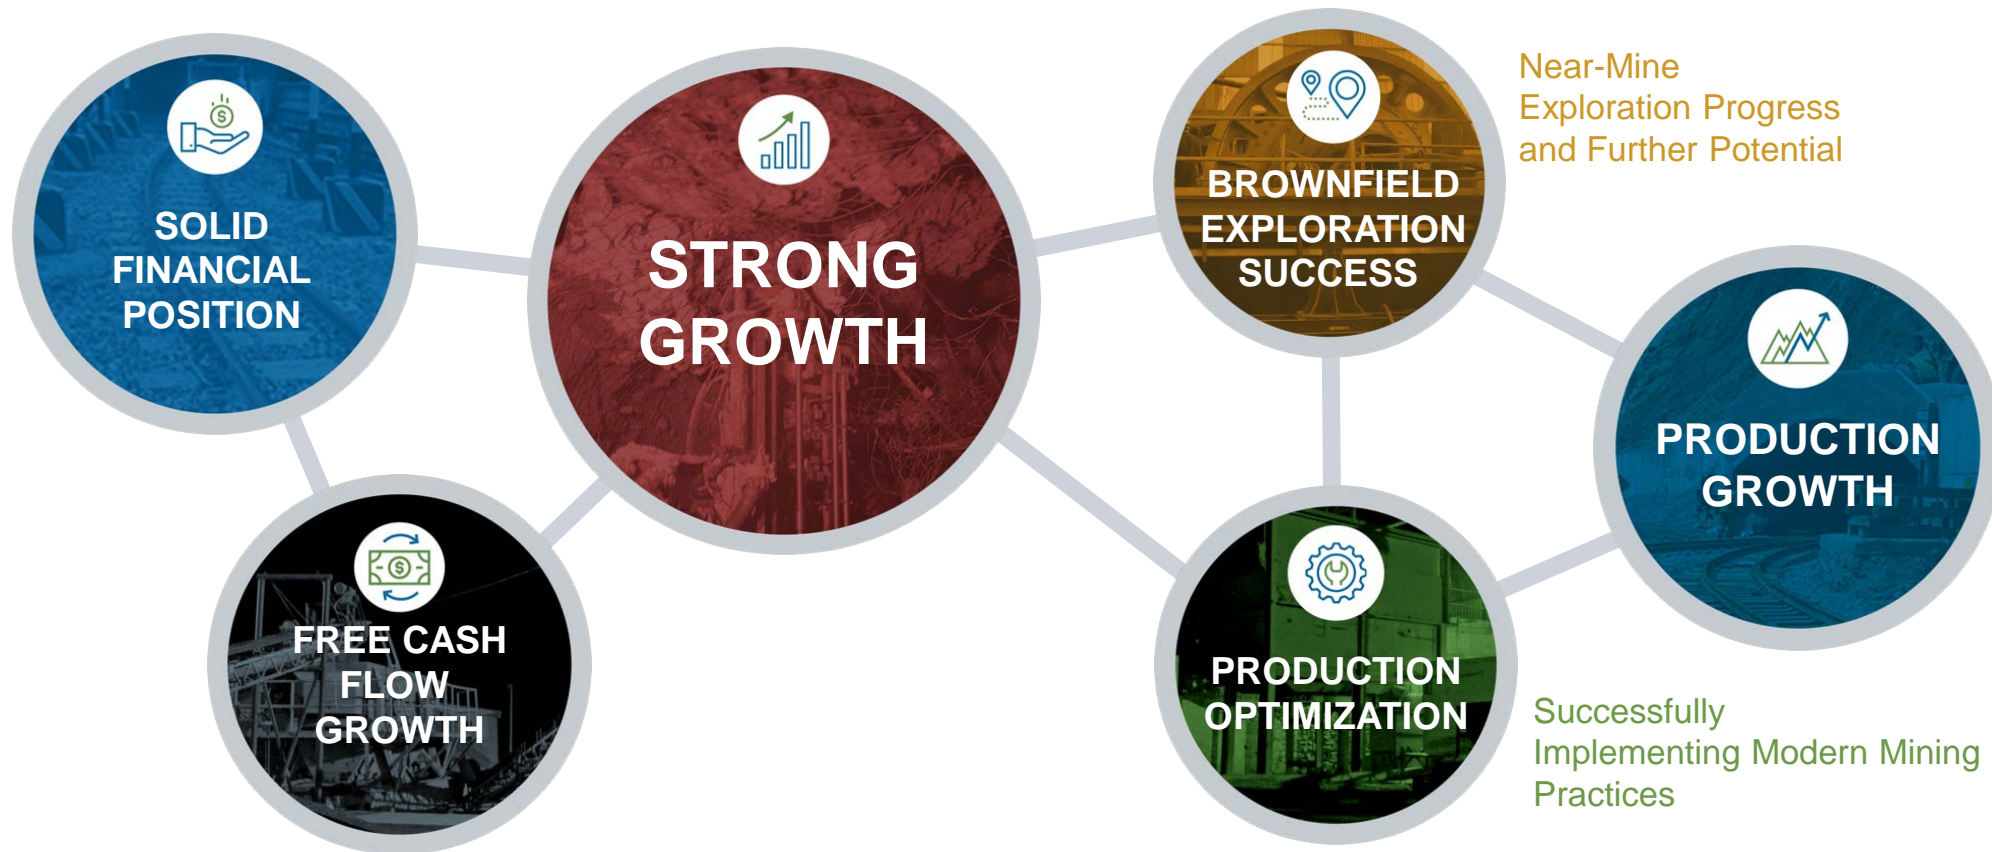 SOLID
FINANCIAL
POSITION
STRONG
GROWTH
BROWNFIELD
EXPLORATION
SUCCESS
Near-Mine
Exploration Progress
and Further Potential
PRODUCTION
GROWTH
FREE CASH
FLOW
GROWTH
PRODUCTION
OPTIMIZATION
Successfully
Implementing Modern Mining
Practices